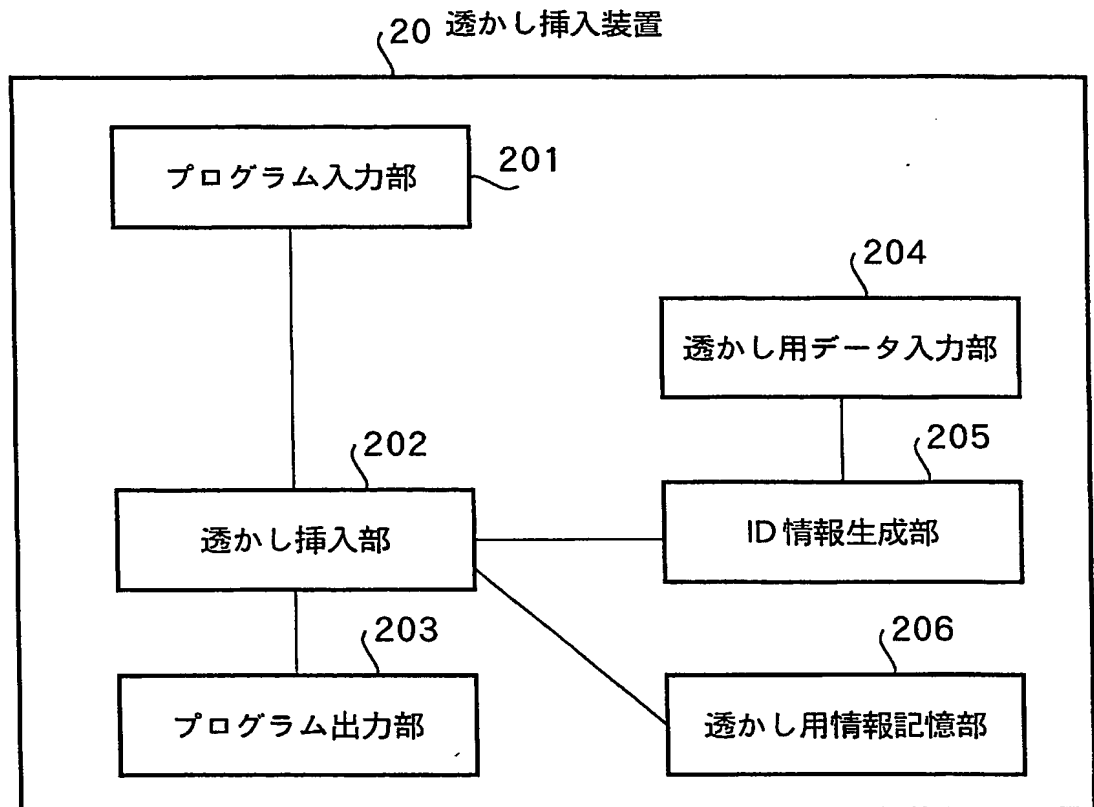 20 透かし挿入装置
プログラム入力部
201
204
透かし用データ入力部
202
205
透かし挿入部
ID情報生成部
203
206
プログラム出力部
透かし用情報記憶部